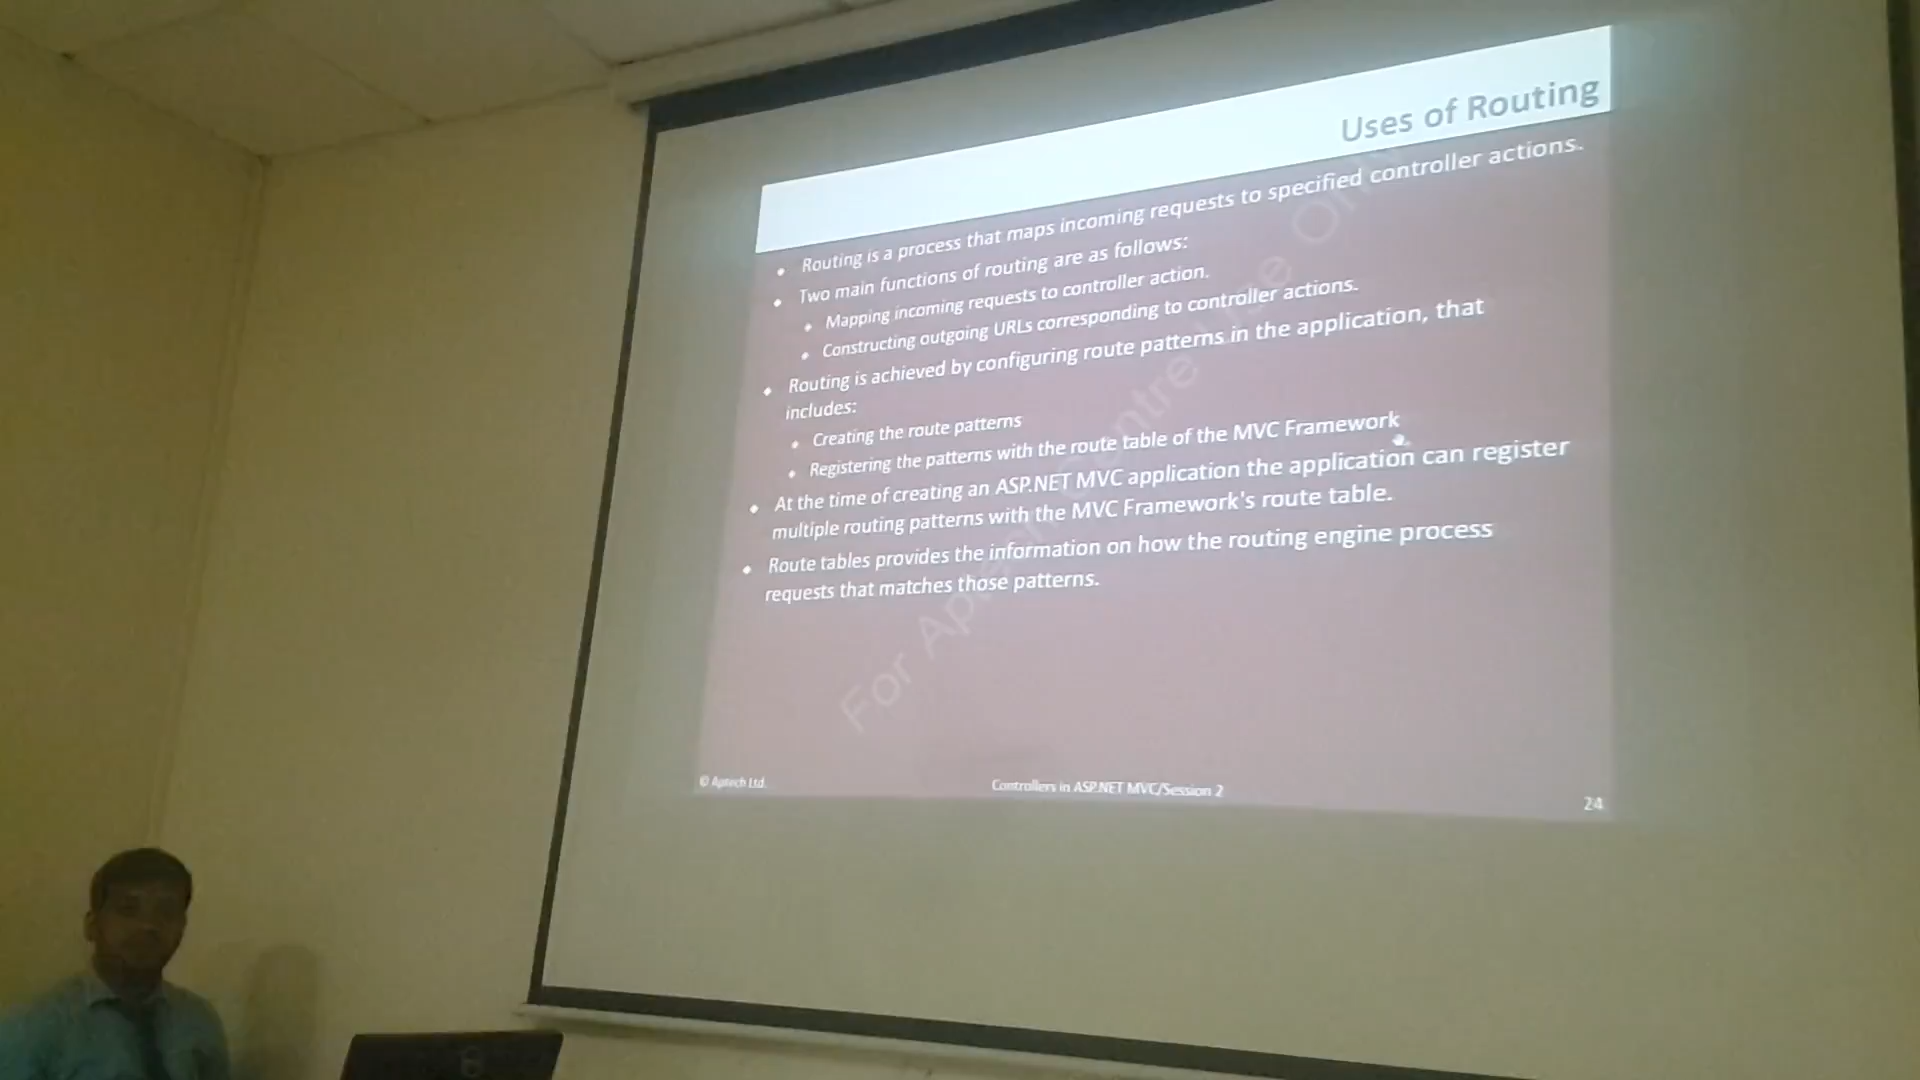 Uses of Routing
Routing is a process that maps incoming requests to specified controller actions.
Two main functions of routing are as follows:
Mapping incoming requests to controller action.
Constructing outgoing URLs corresponding to controller actions.
Routing is achieved by configuring route patterns in the application, that
includes:
Creating the route patterns
Registering the patterns with the route table of the MVC Framework
At the time of creating an ASP.NET MVC application the application can register
multiple routing patterns with the MVC Framework's route table.
Route tables provides the information on how the routing engine process
requests that matches those patterns.
For Aptech Centre Use
© Aptech Ltd.
Controllers in ASP.NET MVC/Session 2
24